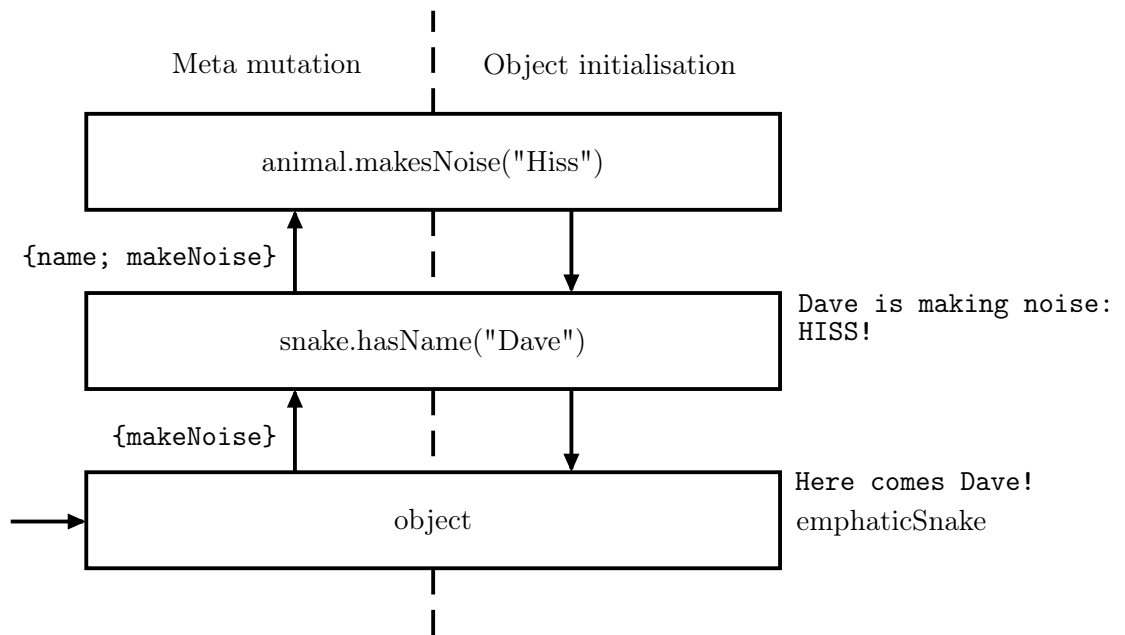 Meta mutation
Object initialisation
animal.makesNoise("Hiss")
{name; makeNoise}
snake.hasName("Dave")
Dave is making noise:
HISS!
{makeNoise}
object
Here comes Dave!
emphaticSnake